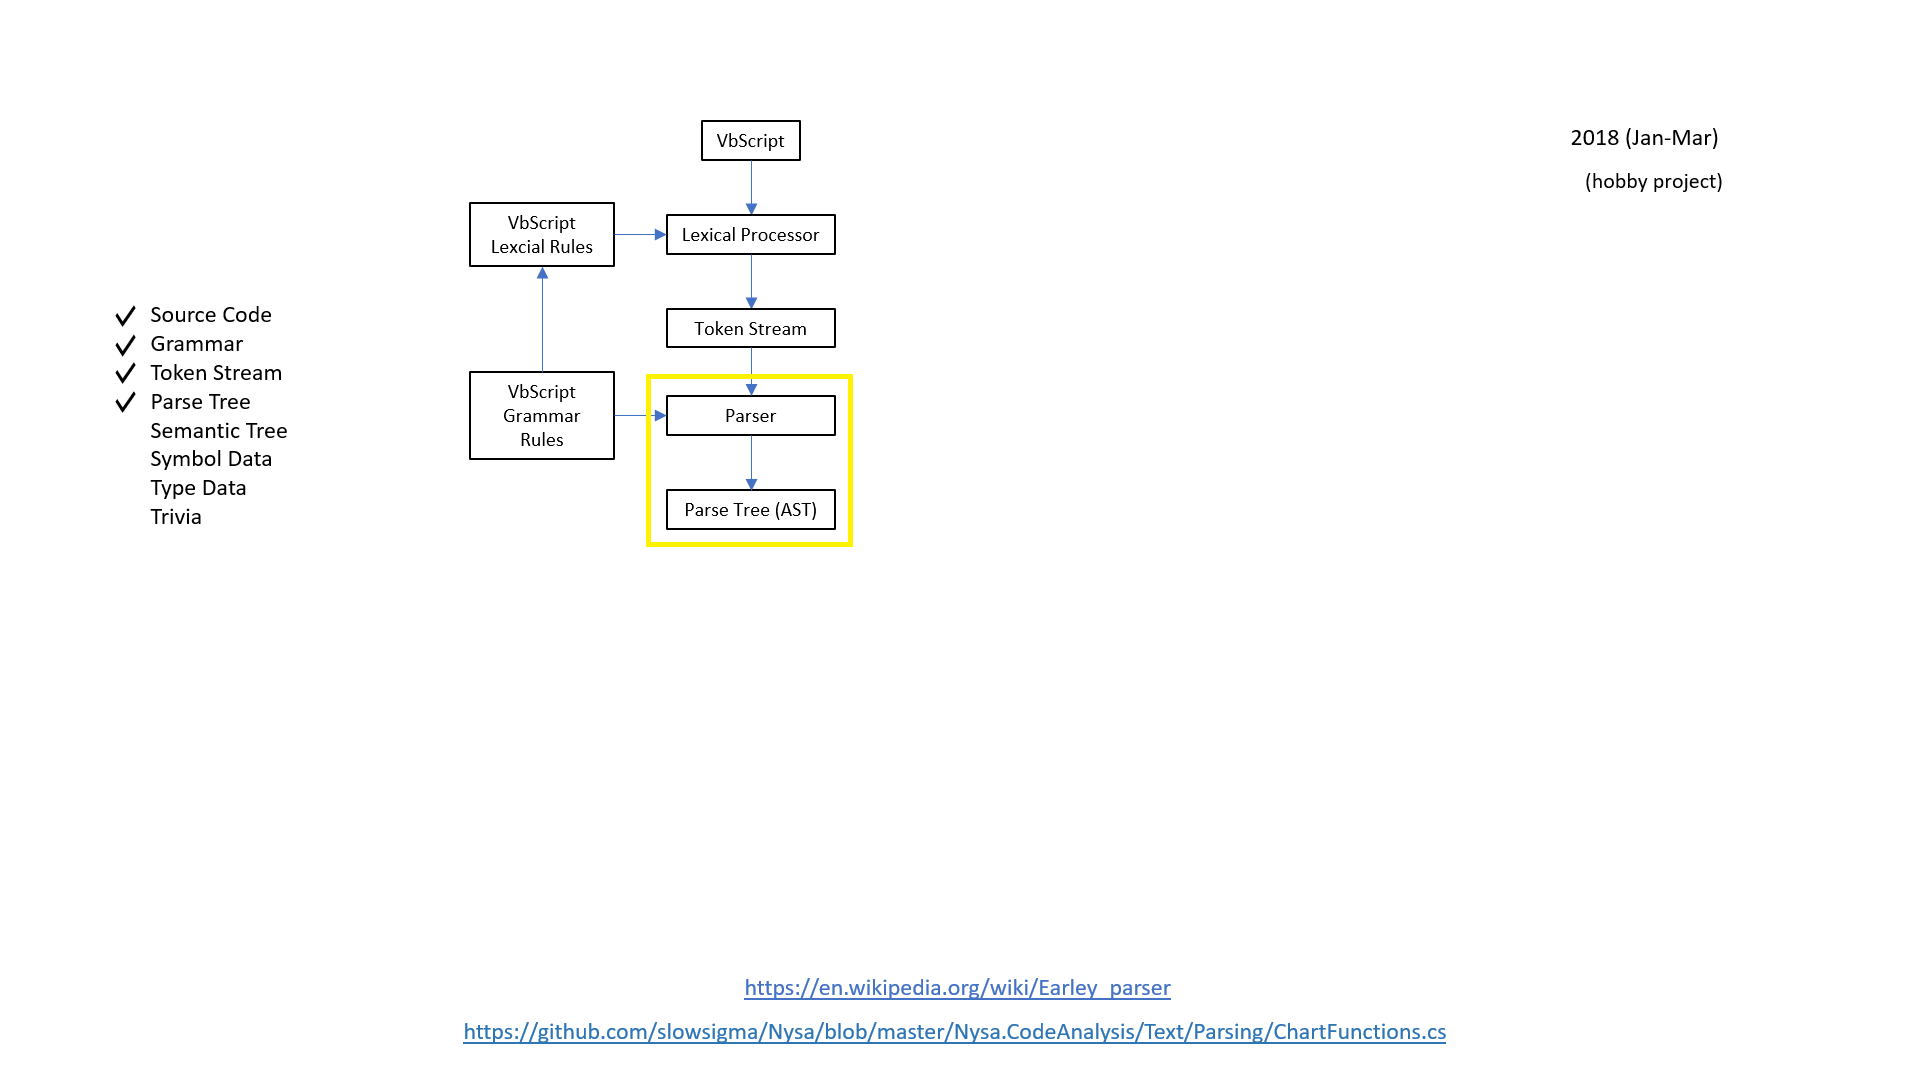 VbScript
2018 (Jan-Mar)
(hobby project)
VbScript
Lexcial Rules
Lexical Processor
Source Code
Grammar
Token Stream
Parse Tree
Semantic Tree
Symbol Data
Type Data
Trivia
Token Stream
VbScript
Grammar
Rules
Parser
Parse Tree (AST)
https://en.wikipedia.org/wiki/Earley_parser
https://github.com/slowsigma/Nysa/blob/master/Nysa.CodeAnalysis/Text/Parsing/ChartFunctions.cs